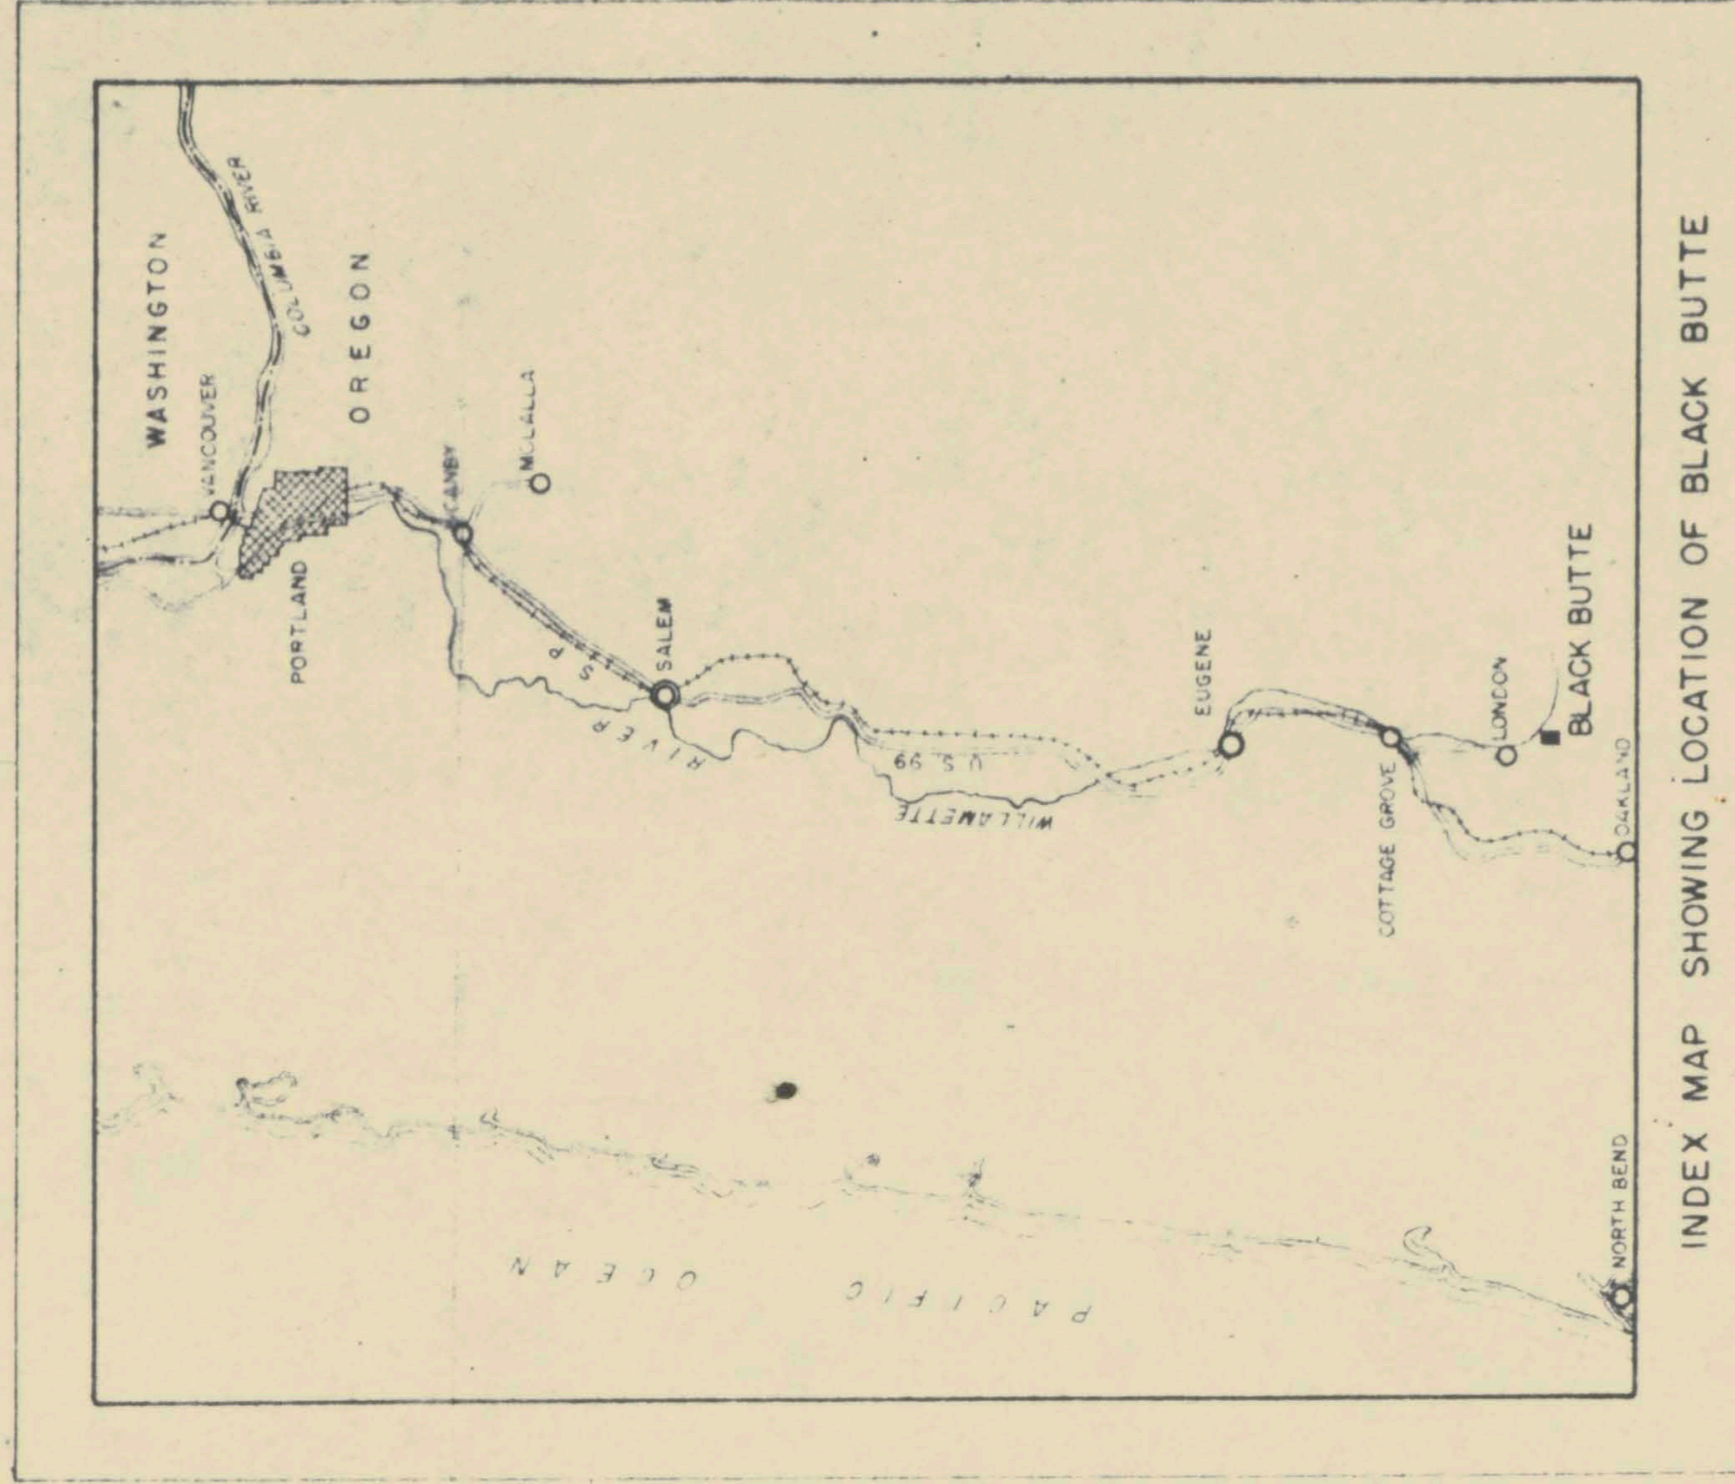 WASHINGTON
COLUMBIA RIVER
VANCOUVER
OREGON
PORTLAND
CANBY
MOLALLA
S P
SALEM
RIVER
U.S. 99
WILLAMETTE
EUGENE
COTTAGE GROVE
LONDON
BLACK BUTTE
OAKLAND
PACIFIC OCEAN
NORTH BEND
INDEX MAP SHOWING LOCATION OF BLACK BUTTE